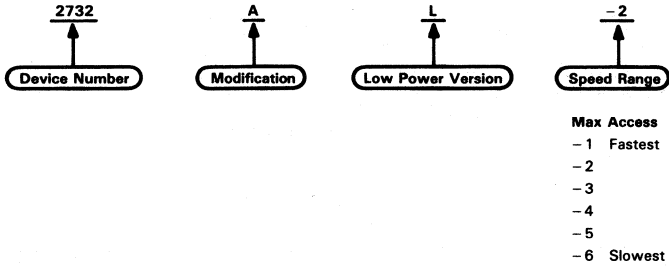 2732 A L -2
Device Number Modification Low Power Version Speed Range
Max Access
-1 Fastest
-2
-3
-4
-5
-6 Slowest